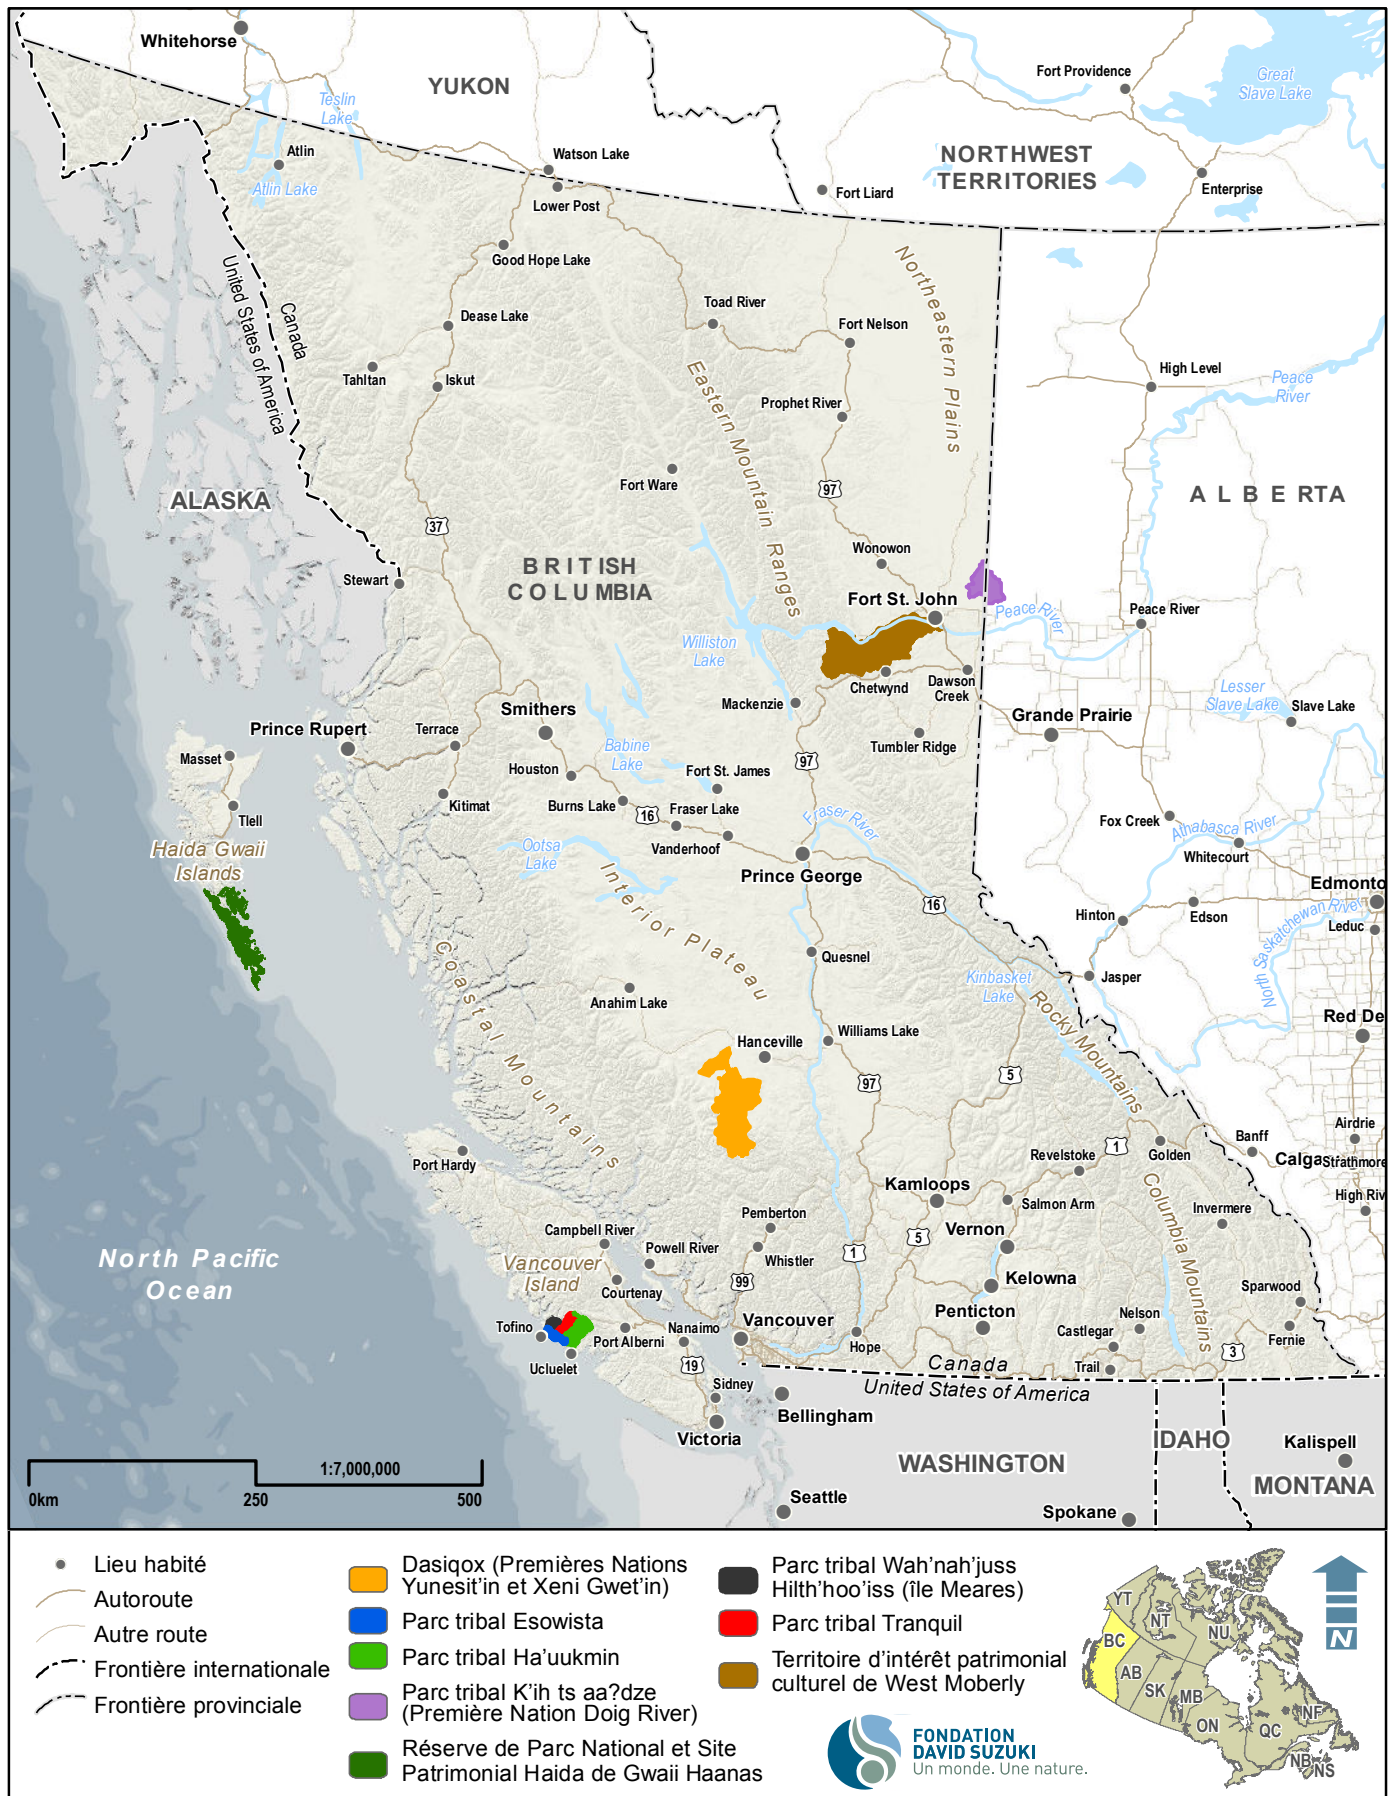 Whitehorse
YUKON
Fort Providence
Great
Slave Lake
Teslin
Lake
Atlin
Atlin Lake
Watson Lake
Lower Post
Fort Liard
NORTHWEST
TERRITORIES
Enterprise
Good Hope Lake
Northeastern Plains
United States of America
Canada
Dease Lake
Toad River
Fort Nelson
Tahltan
Iskut
Eastern Mountain Ranges
Prophet River
High Level
Peace
River
Fort Ware
97
ALASKA
ALBERTA
37
BRITISH
COLUMBIA
Wonowon
Stewart
Fort St. John
Peace River
Peace River
Williston
Lake
Chetwynd
Dawson
Creek
Mackenzie
Lesser
Slave Lake
Slave Lake
Grande Prairie
Smithers
Prince Rupert
Terrace
Tumbler Ridge
Masset
Babine
Lake
97
Houston
Fort St. James
Kitimat
Burns Lake
16
Fraser Lake
Fraser River
Tlell
Vanderhoof
Fox Creek
Athabasca River
Whitecourt
Haida Gwaii
Islands
Ootsa
Lake
Interior Plateau
Prince George
Edmonto
16
Hinton
Edson
North Saskatchewan River
Leduc
Coastal Mountains
Quesnel
Kinbasket
Lake
Jasper
Anahim Lake
Rocky Mountains
Red De
Hanceville
Williams Lake
97
5
Airdrie
Port Hardy
Revelstoke
1
Golden
Banff
Calga
Strathmore
Kamloops
Salmon Arm
Columbia Mountains
Invermere
High Riv
Pemberton
Campbell River
Powell River
Whistler
5
Vernon
1
North Pacific
Ocean
Vancouver
Island
Courtenay
99
Kelowna
Sparwood
Tofino
Port Alberni
Nanaimo
Vancouver
Penticton
Nelson
Castlegar
Fernie
Ucluelet
19
Hope
Canada
Trail
3
Sidney
United States of America
Bellingham
Victoria
WASHINGTON
IDAHO
Kalispell
MONTANA
1:7,000,000
0km
250
500
Seattle
Spokane
Lieu habité
Autoroute
Autre route
Frontière internationale
Frontière provinciale
Dasiqox (Premières Nations
Yunesit'in et Xeni Gwet'in)
Parc tribal Esowista
Parc tribal Ha'uukmin
Parc tribal K'ih ts aa?dze
(Première Nation Doig River)
Réserve de Parc National et Site
Patrimonial Haida de Gwaii Haanas
Parc tribal Wah'nah'juss
Hilth'hoo'iss (île Meares)
Parc tribal Tranquil
Territoire d'intérêt patrimonial
culturel de West Moberly
FONDATION
DAVID SUZUKI
Un monde. Une nature.
YT
NT
NU
BC
AB
SK
MB
ON
QC
NF
NB
NS
N